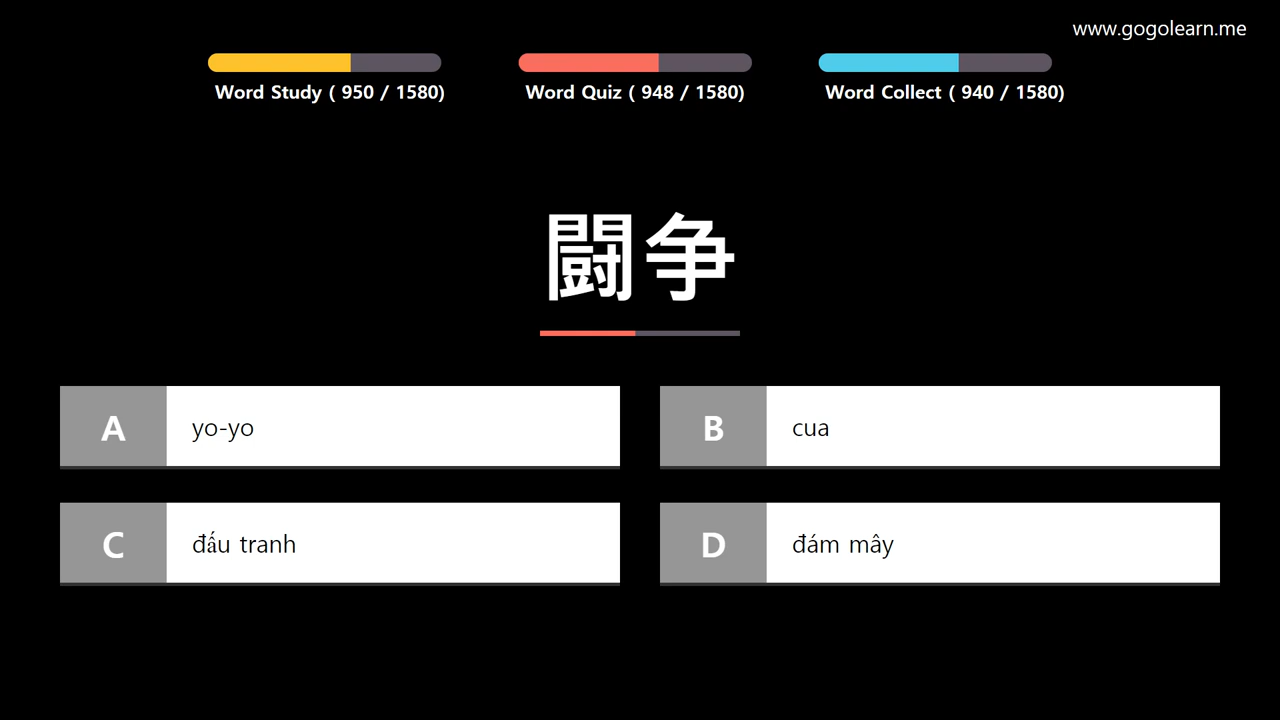 www.gogolearn.me
Word Study ( 950 / 1580)
Word Quiz ( 948 / 1580)
Word Collect ( 940 / 1580)
闘争
A yo-yo
B cua
C đấu tranh
D đám mây